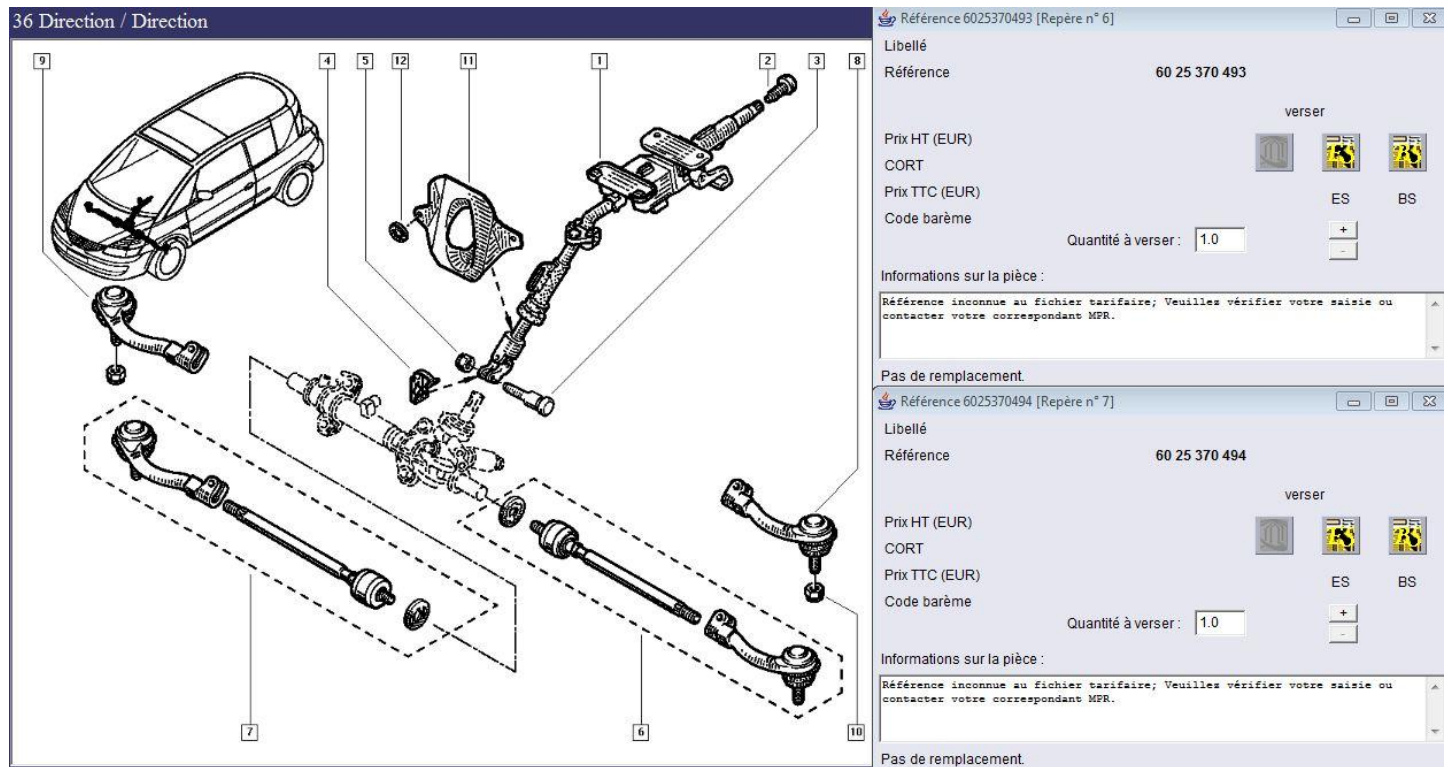 36 Direction / Direction
9
4
5
12
11
1
2
3
8
7
6
10
Référence 6025370493 [Repère n° 6]
Libellé
Référence 60 25 370 493
verser
Prix HT (EUR)
CORT
Prix TTC (EUR)
ES BS
Code barème
Quantité à verser : 1.0 + -
Informations sur la pièce :
Référence inconnue au fichier tarifaire; Veuilles vérifier votre saisie ou
contacter votre correspondant MPR.
Pas de remplacement.
Référence 6025370494 [Repère n° 7]
Libellé
Référence 60 25 370 494
verser
Prix HT (EUR)
CORT
Prix TTC (EUR)
ES BS
Code barème
Quantité à verser : 1.0 + -
Informations sur la pièce :
Référence inconnue au fichier tarifaire; Veuilles vérifier votre saisie ou
contacter votre correspondant MPR.
Pas de remplacement.